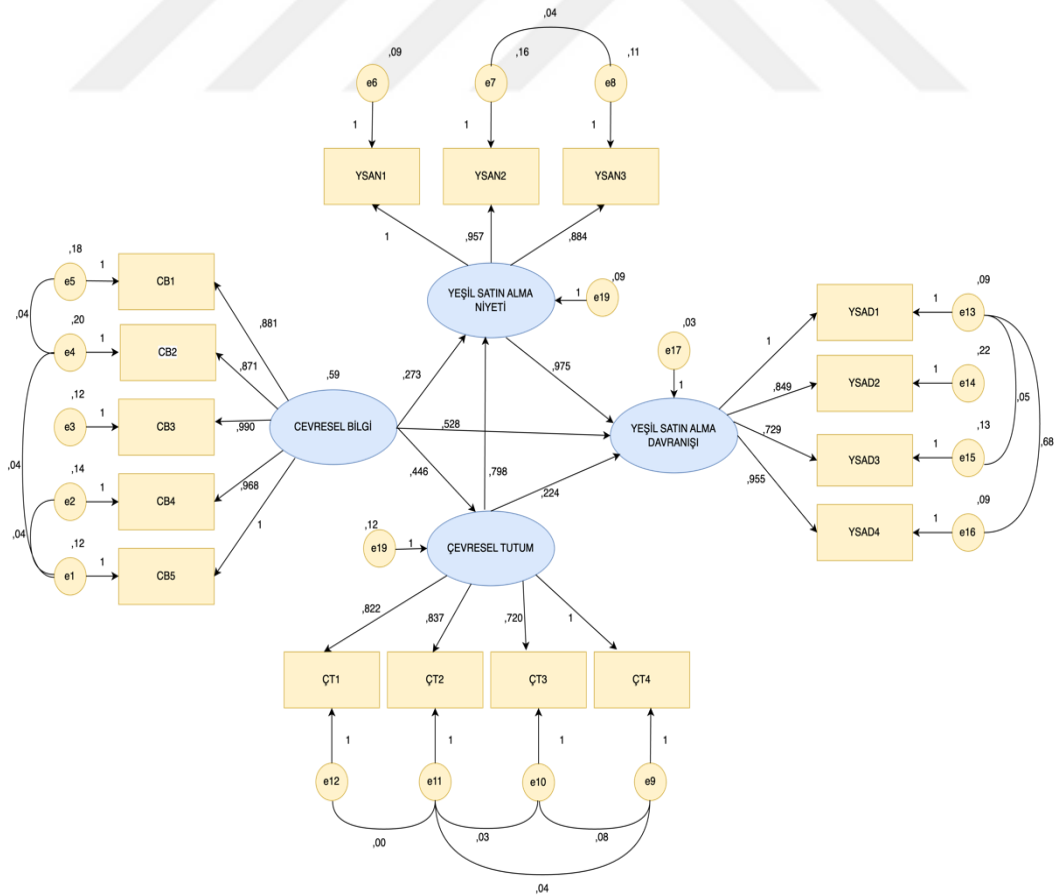 ,04
,09
,16
,11
e6
e7
e8
1
1
1
YSAN1
YSAN2
YSAN3
1
,957
,884
,18
e5
1
CB1
,04
,20
e4
1
CB2
,12
e3
1
CB3
,04
,14
e2
1
CB4
,04
,12
e1
1
CB5
,881
,871
,990
,968
1
,59
CEVRESEL BİLGİ
YEŞİL SATIN ALMA
NİYETİ
1
e19
,09
,273
,975
,528
,446
,798
,224
,03
e17
1
YEŞİL SATIN ALMA
DAVRANIŞI
1
,849
,729
,955
YSAD1
1
e13
,09
YSAD2
1
e14
,22
YSAD3
1
e15
,13
YSAD4
1
e16
,09
,05
,68
,12
e19
1
ÇEVRESEL TUTUM
,822
,837
,720
1
ÇT1
ÇT2
ÇT3
ÇT4
1
1
1
1
e12
e11
e10
e9
,00
,03
,08
,04